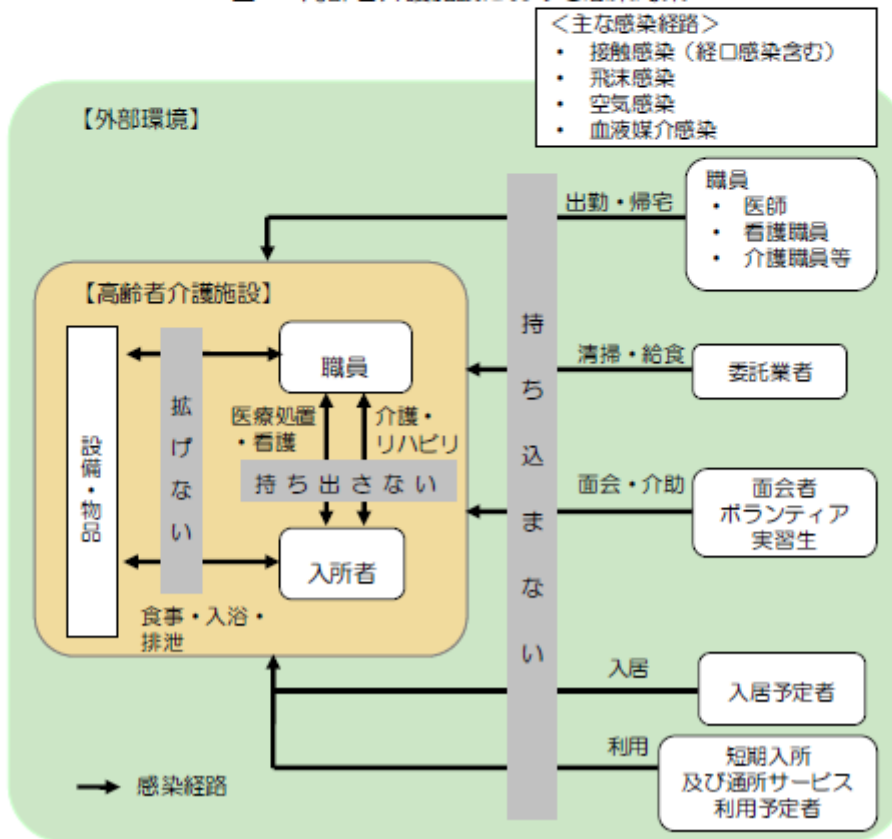 ＜主な感染経路＞
・ 接触感染（経口感染含む）
・ 飛沫感染
・ 空気感染
・ 血液媒介感染
【外部環境】
職員
・ 医師
・ 看護職員
・ 介護職員等
出勤・帰宅
【高齢者介護施設】
持ち込まない
職員
清掃・給食
委託業者
拡げない
医療処置
・看護
介護・
リハビリ
設備・物品
持ち出さない
面会・介助
面会者
ボランティア
実習生
入所者
食事・入浴・
排泄
入居
入居予定者
利用
短期入所
及び通所サービス
利用予定者
感染経路